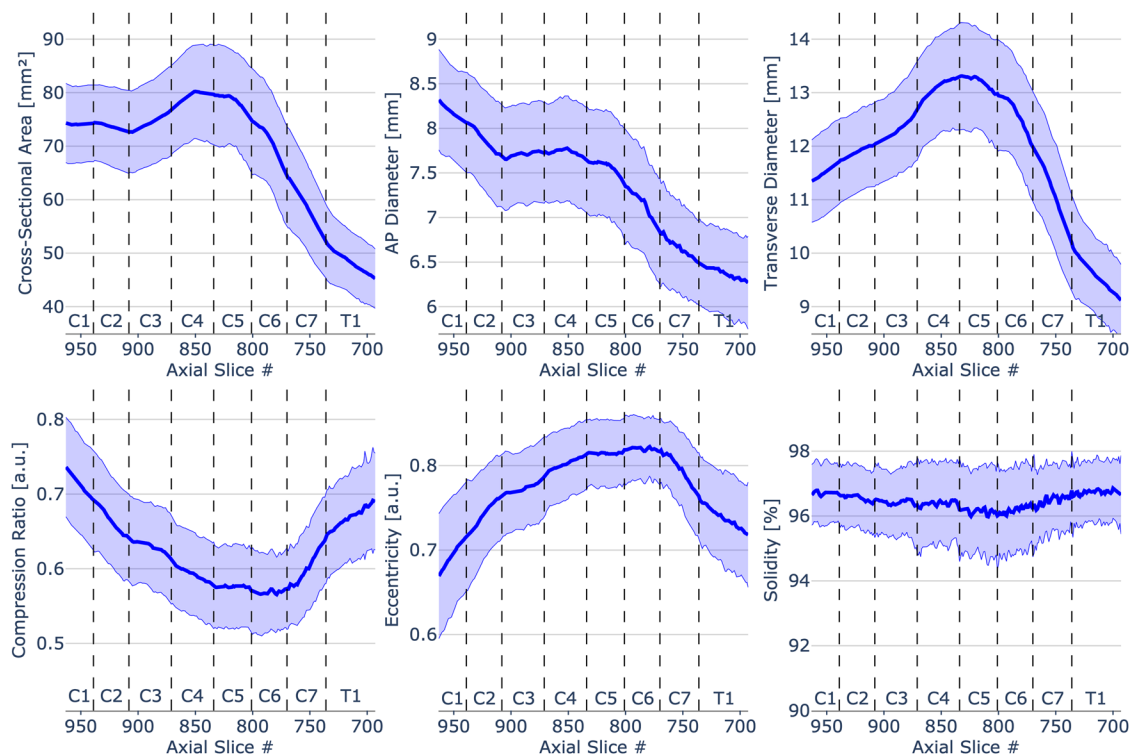 Cross-Sectional Area [mm²]
90
80
70
60
50
40
C1 C2 C3 C4 C5 C6 C7 T1
950 900 850 800 750 700
Axial Slice #
AP Diameter [mm]
9
8.5
8
7.5
7
6.5
6
C1 C2 C3 C4 C5 C6 C7 T1
950 900 850 800 750 700
Axial Slice #
Transverse Diameter [mm]
14
13
12
11
10
9
C1 C2 C3 C4 C5 C6 C7 T1
950 900 850 800 750 700
Axial Slice #
Compression Ratio [a.u.]
0.8
0.7
0.6
0.5
C1 C2 C3 C4 C5 C6 C7 T1
950 900 850 800 750 700
Axial Slice #
Eccentricity [a.u.]
0.8
0.7
0.6
C1 C2 C3 C4 C5 C6 C7 T1
950 900 850 800 750 700
Axial Slice #
Solidity [%]
98
96
94
92
90
C1 C2 C3 C4 C5 C6 C7 T1
950 900 850 800 750 700
Axial Slice #